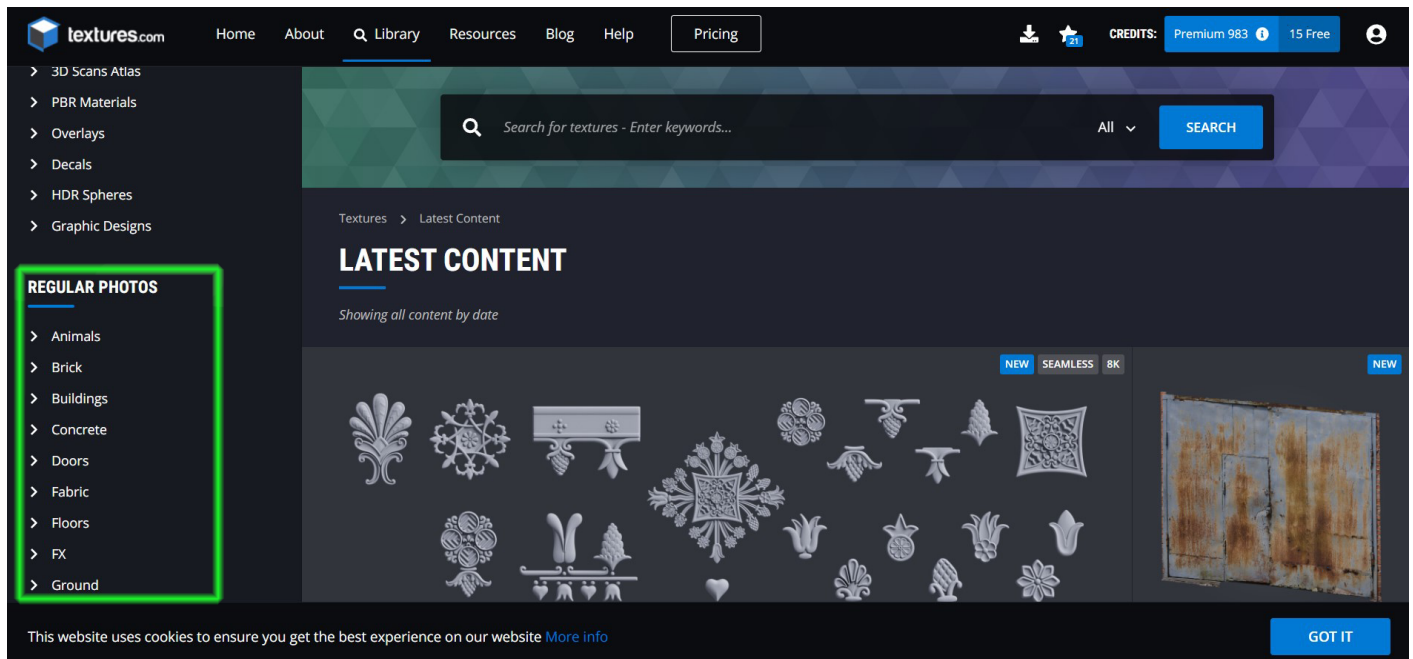 textures.com Home About Library Resources Blog Help Pricing 21 CREDITS: Premium 983 15 Free
3D Scans Atlas
PBR Materials
Overlays
Decals
HDR Spheres
Graphic Designs
REGULAR PHOTOS
Animals
Brick
Buildings
Concrete
Doors
Fabric
Floors
FX
Ground
Search for textures - Enter keywords... All SEARCH
Textures > Latest Content
LATEST CONTENT
Showing all content by date
NEW SEAMLESS 8K
NEW
This website uses cookies to ensure you get the best experience on our website More info GOT IT